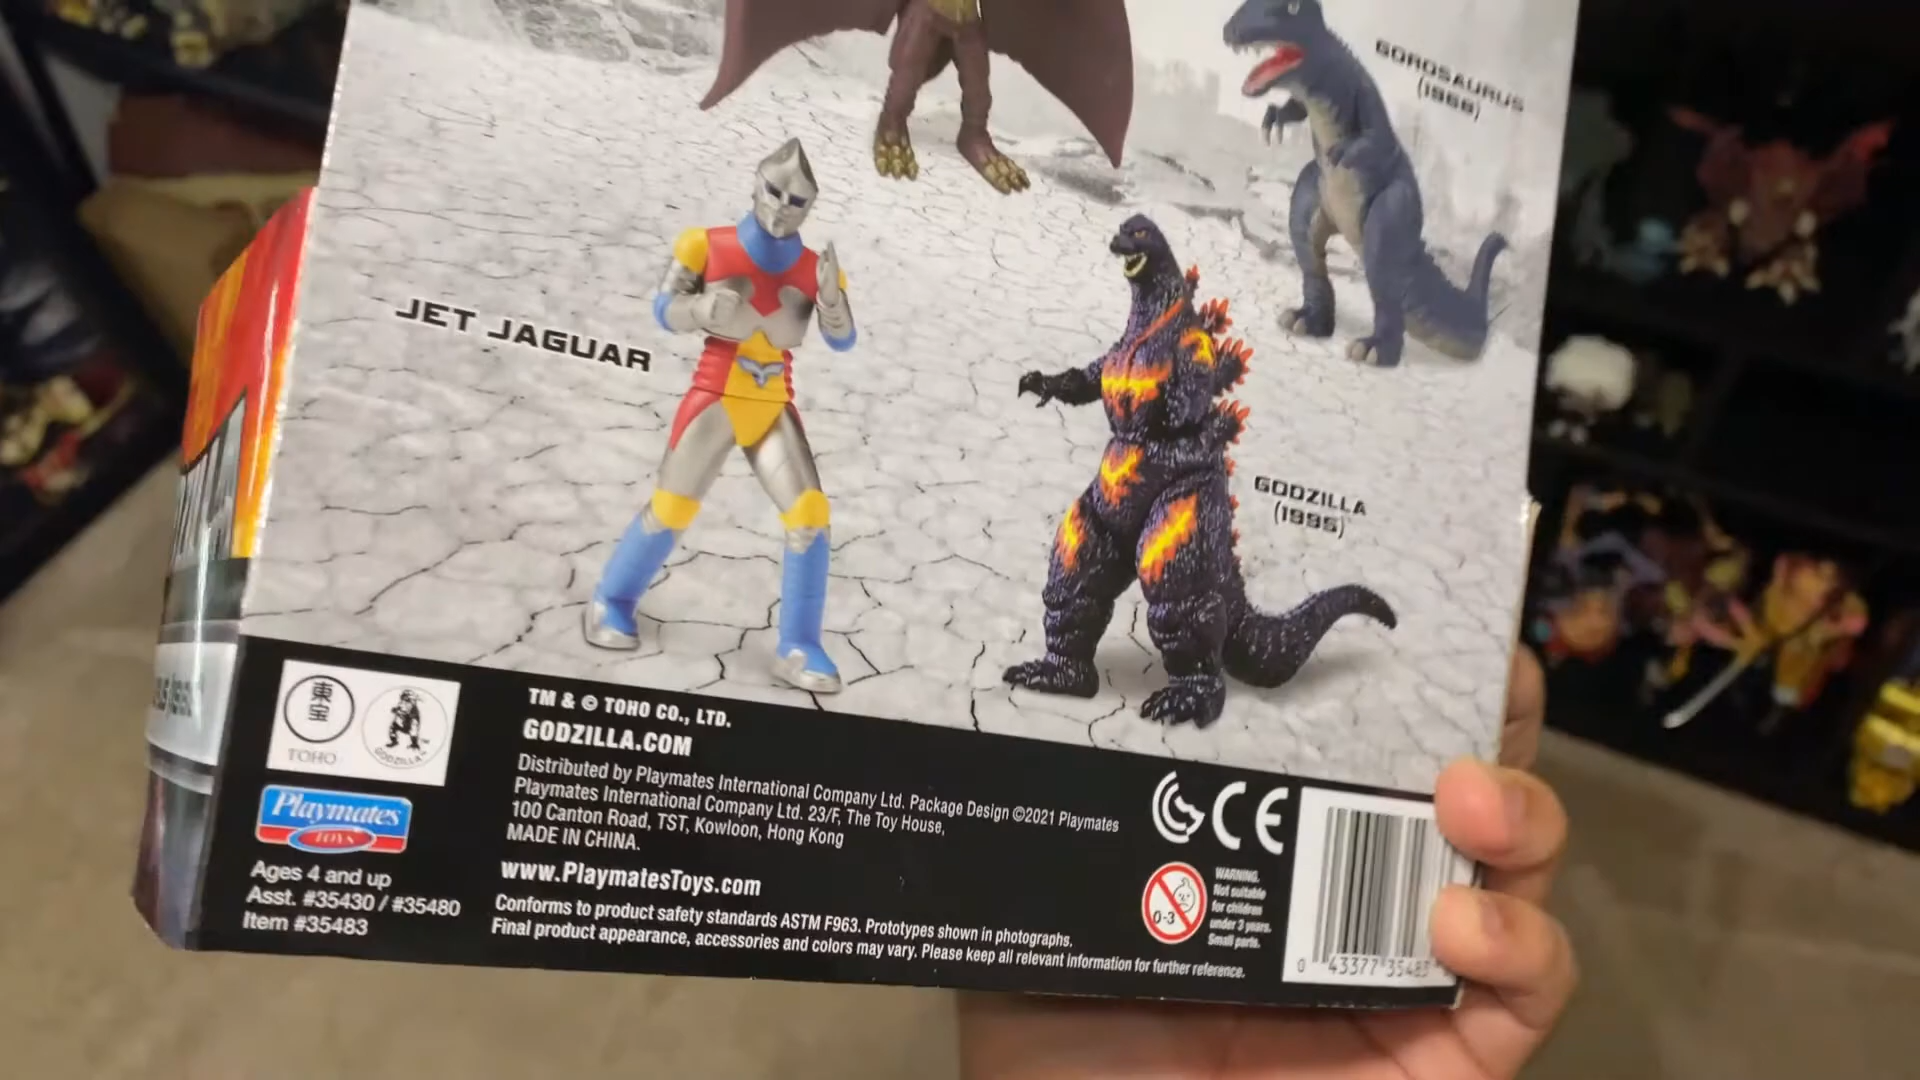 GOROSAURUS
(1968)
JET JAGUAR
GODZILLA
(1995)
東宝
TOHO
GODZILLA
Playmates
TOYS
Ages 4 and up
Asst. #35430 / #35480
Item #35483
TM & © TOHO CO., LTD.
GODZILLA.COM
Distributed by Playmates International Company Ltd. Package Design ©2021 Playmates
Playmates International Company Ltd. 23/F, The Toy House,
100 Canton Road, TST, Kowloon, Hong Kong
MADE IN CHINA.
www.PlaymatesToys.com
Conforms to product safety standards ASTM F963. Prototypes shown in photographs.
Final product appearance, accessories and colors may vary. Please keep all relevant information for further reference.
CE
0-3
WARNING.
Not suitable
for children
under 3 years.
Small parts.
0 43377 35483